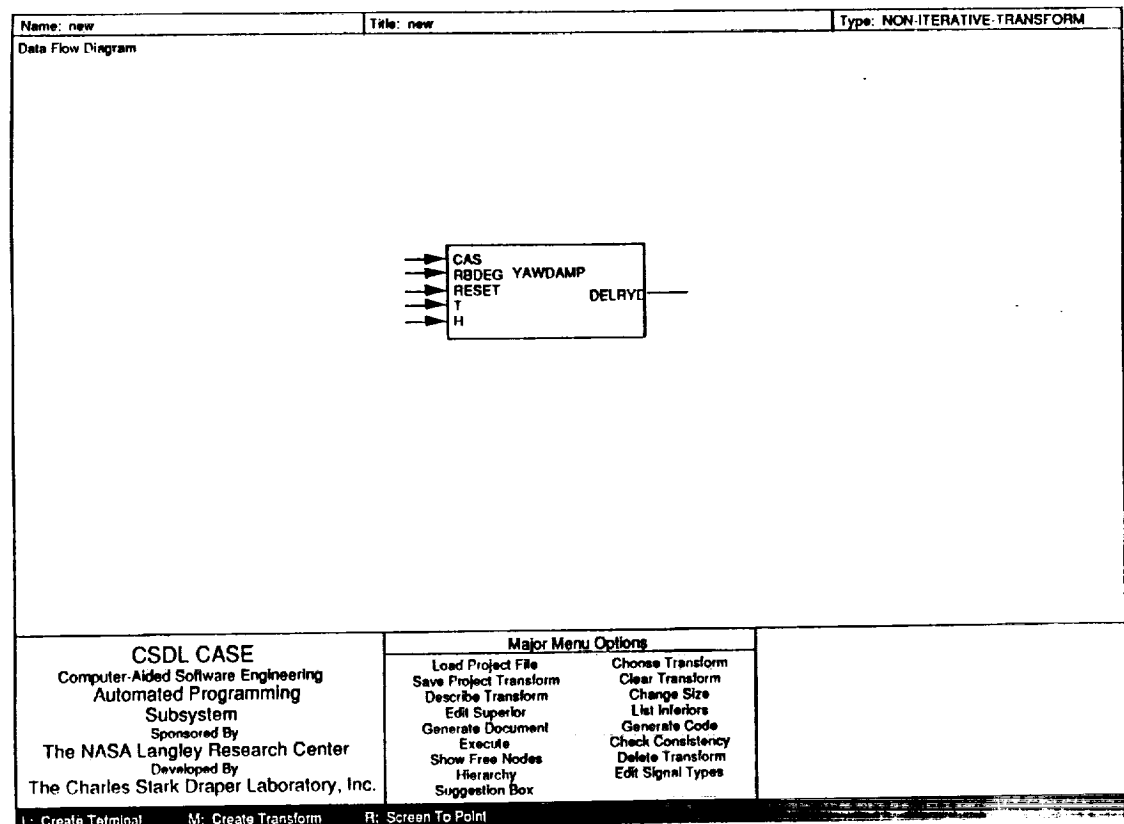 Name: new
Title: new
Type: NON-ITERATIVE-TRANSFORM
Data Flow Diagram
CAS
RBDEG YAWDAMP
RESET
DELRYD
T
H
CSDL CASE
Computer-Aided Software Engineering
Automated Programming
Subsystem
Sponsored By
The NASA Langley Research Center
Developed By
The Charles Stark Draper Laboratory, Inc.
Major Menu Options
Load Project File
Save Project Transform
Describe Transform
Edit Superior
Generate Document
Execute
Show Free Nodes
Hierarchy
Suggestion Box
Choose Transform
Clear Transform
Change Size
List Inferiors
Generate Code
Check Consistency
Delete Transform
Edit Signal Types
L: Create Terminal M: Create Transform R: Screen To Point